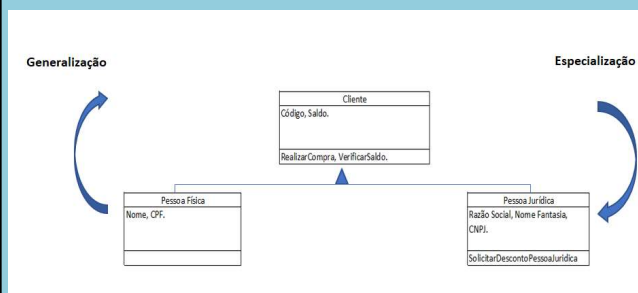 Generalização
Especialização
Cliente
Código, Saldo.
RealizarCompra, VerificarSaldo.
Pessoa Física
Nome, CPF.
Pessoa Jurídica
Razão Social, Nome Fantasia,
CNPJ.
SolicitarDescontoPessoaJuridica